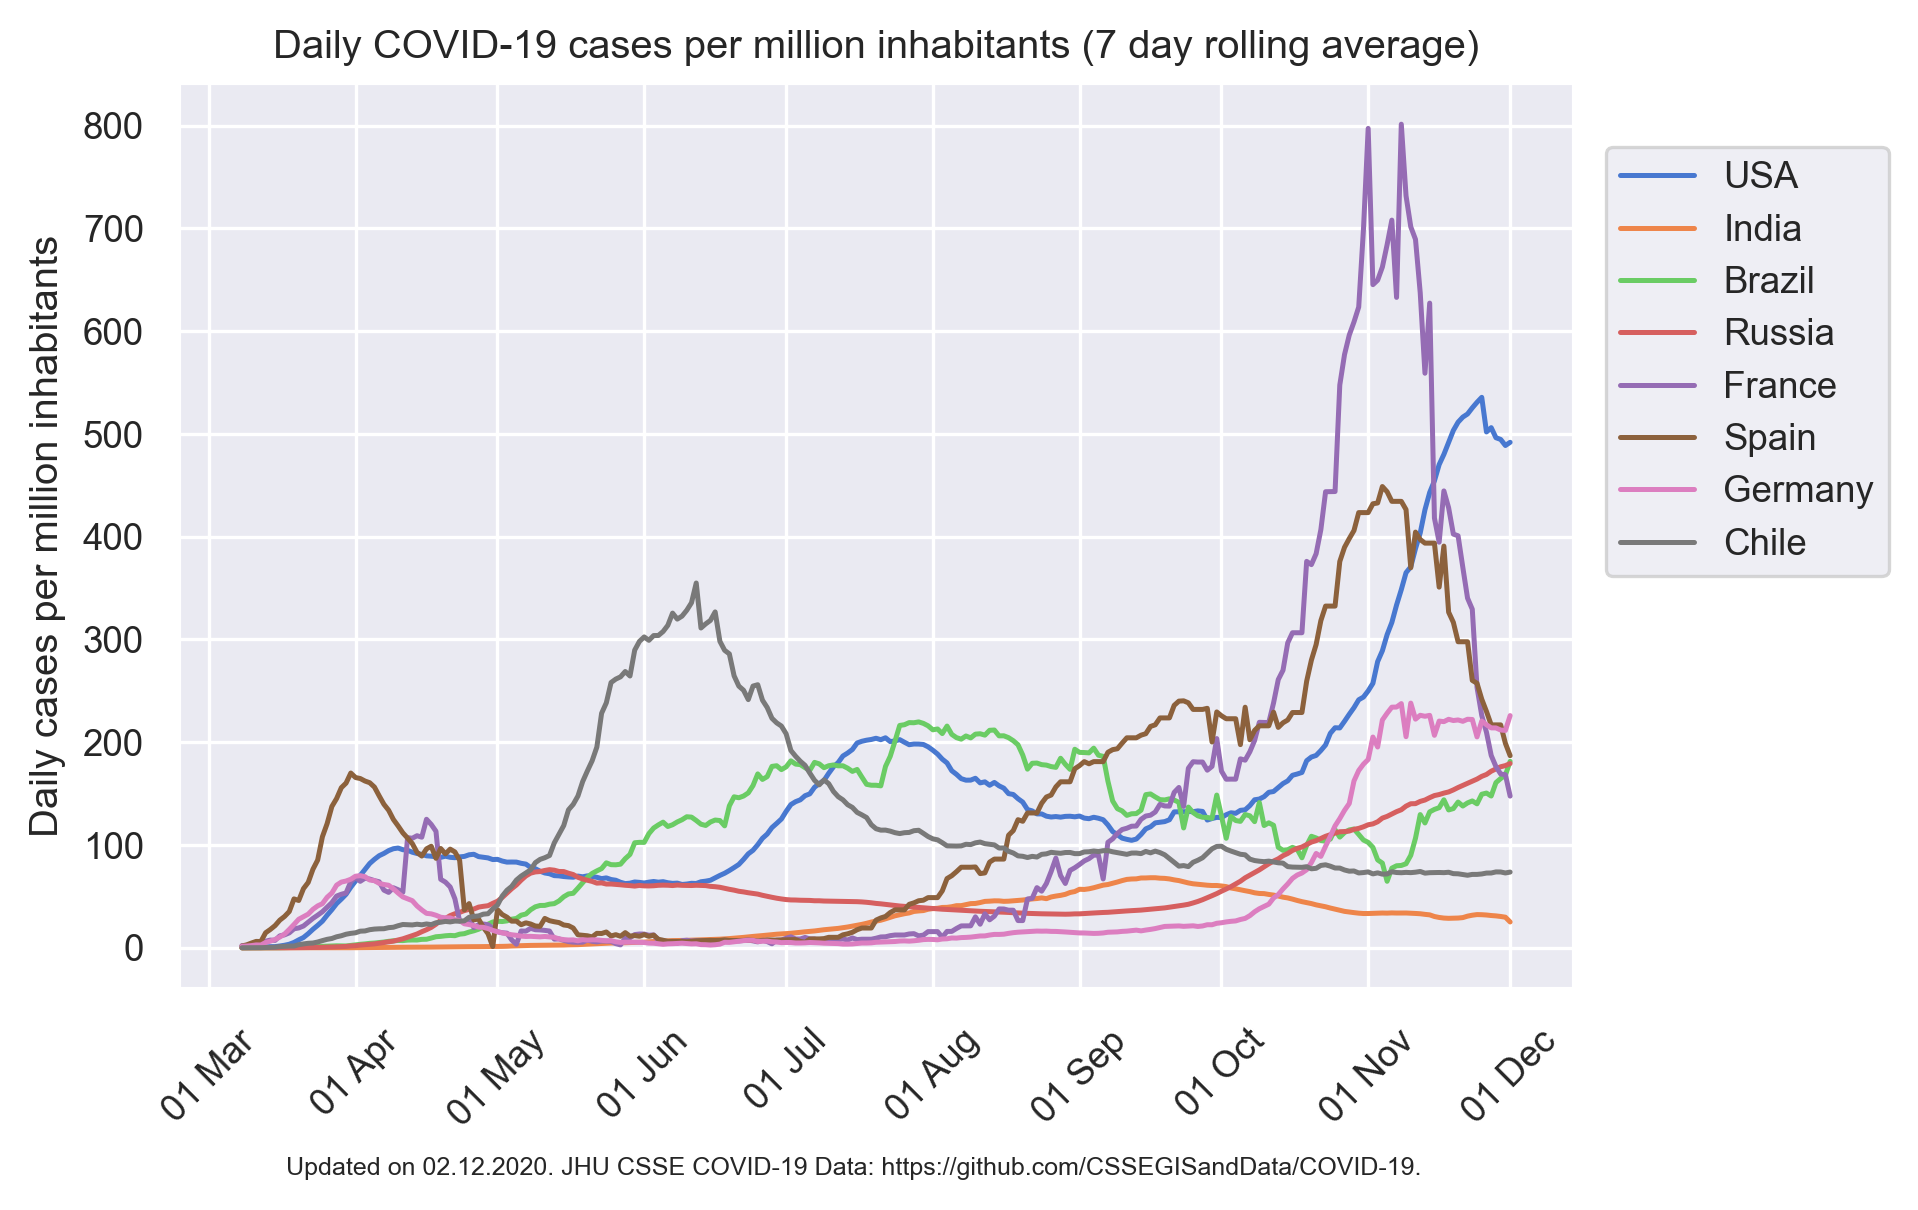 Daily COVID-19 cases per million inhabitants (7 day rolling average)
Daily cases per million inhabitants
800
700
600
500
400
300
200
100
0
01 Mar
01 Apr
01 May
01 Jun
01 Jul
01 Aug
01 Sep
01 Oct
01 Nov
01 Dec
USA
India
Brazil
Russia
France
Spain
Germany
Chile
Updated on 02.12.2020. JHU CSSE COVID-19 Data: https://github.com/CSSEGISandData/COVID-19.